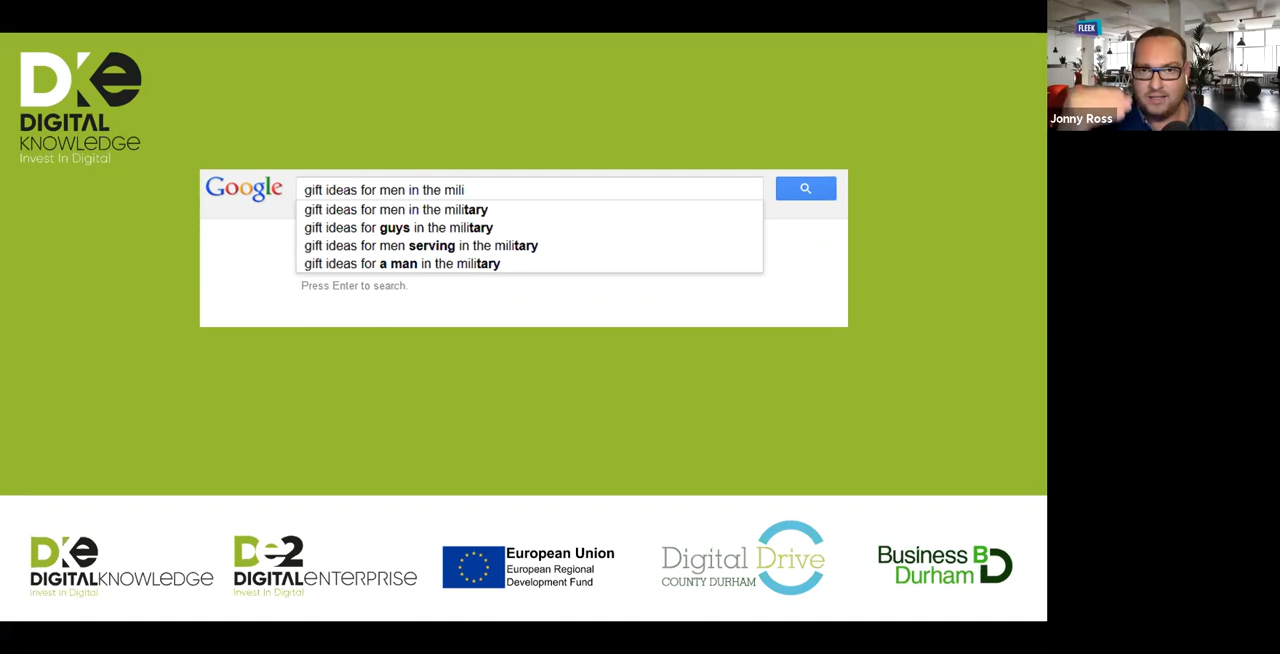 DKe
DIGITAL
KNOWLEDGE
Invest In Digital
FLEEK
Jonny Ross
Google
gift ideas for men in the mili
gift ideas for men in the military
gift ideas for guys in the military
gift ideas for men serving in the military
gift ideas for a man in the military
Press Enter to search.
DKe
DIGITALKNOWLEDGE
Invest In Digital
De2
DIGITALENTERPRISE
Invest In Digital
European Union
European Regional
Development Fund
Digital Drive
COUNTY DURHAM
Business
Durham
BD